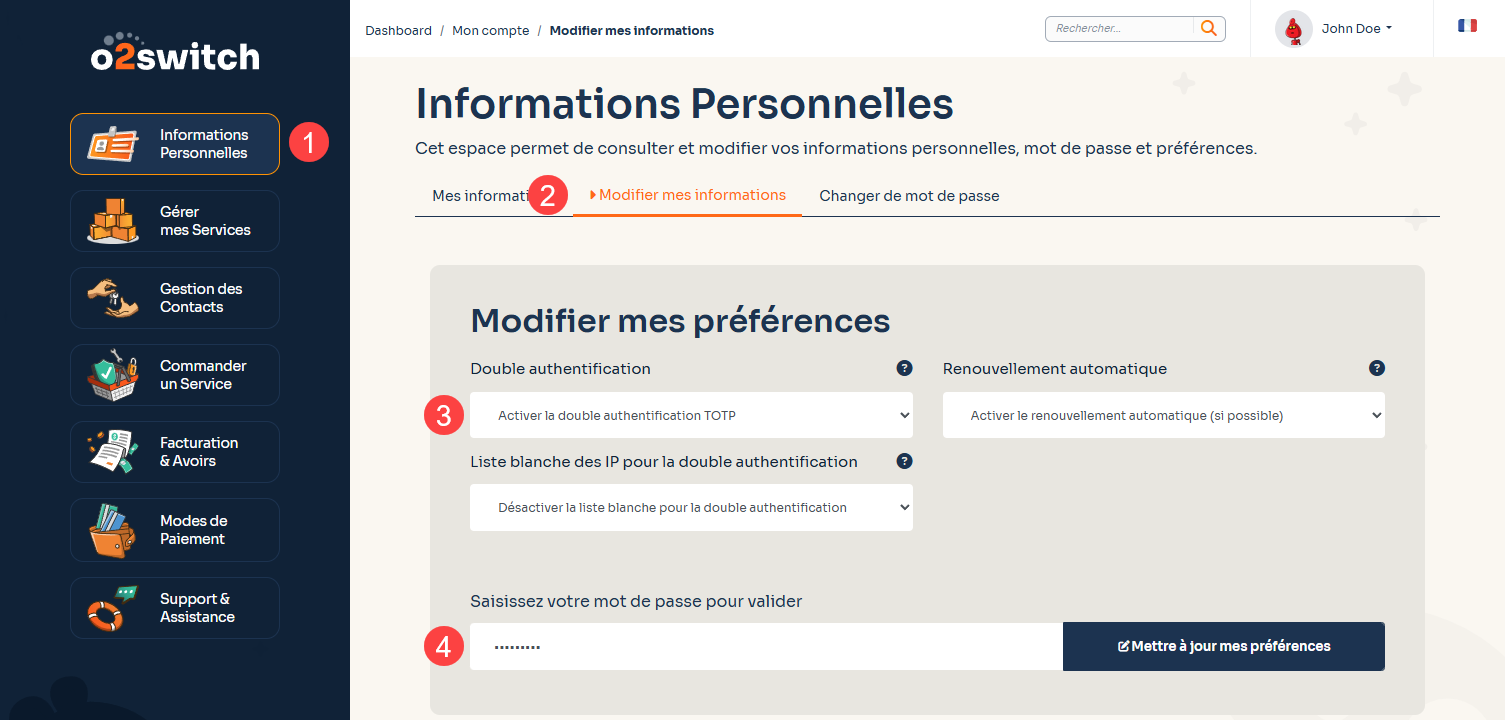 o2switch
Dashboard / Mon compte / Modifier mes informations
Rechercher...
John Doe
Informations
Personnelles
1
Gérer
mes Services
Gestion des
Contacts
Commander
un Service
Facturation
& Avoirs
Modes de
Paiement
Support &
Assistance
Informations Personnelles
Cet espace permet de consulter et modifier vos informations personnelles, mot de passe et préférences.
Mes informati 2 Modifier mes informations Changer de mot de passe
Modifier mes préférences
Double authentification ?
3 Activer la double authentification TOTP
Renouvellement automatique ?
Activer le renouvellement automatique (si possible)
Liste blanche des IP pour la double authentification ?
Désactiver la liste blanche pour la double authentification
Saisissez votre mot de passe pour valider
4 ·········
Mettre à jour mes préférences